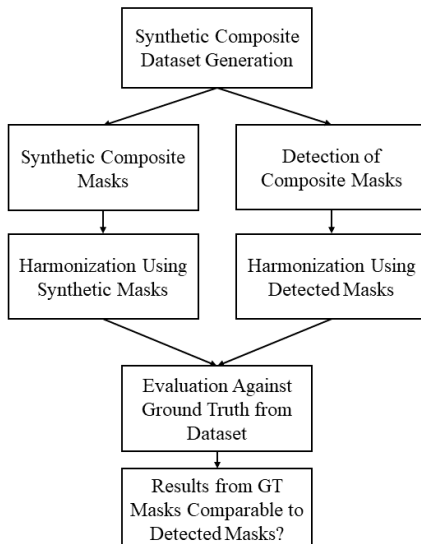 Synthetic Composite
Dataset Generation
Synthetic Composite
Masks
Detection of
Composite Masks
Harmonization Using
Synthetic Masks
Harmonization Using
Detected Masks
Evaluation Against
Ground Truth from
Dataset
Results from GT
Masks Comparable to
Detected Masks?